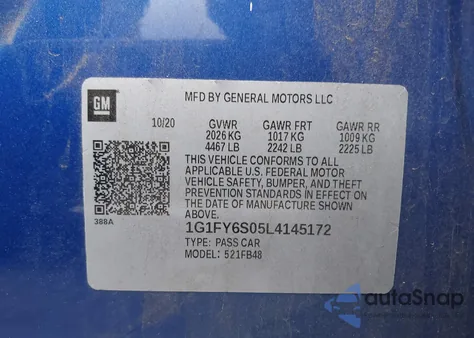 GM
MFD BY GENERAL MOTORS LLC
10/20 GVWR GAWR FRT GAWR RR
2026 KG 1017 KG 1009 KG
4467 LB 2242 LB 2225 LB
THIS VEHICLE CONFORMS TO ALL
APPLICABLE U.S. FEDERAL MOTOR
VEHICLE SAFETY, BUMPER, AND THEFT
PREVENTION STANDARDS IN EFFECT ON
THE DATE OF MANUFACTURE SHOWN
ABOVE.
388A
1G1FY6S05L4145172
TYPE: PASS CAR
MODEL: 521FB48
autoSnap